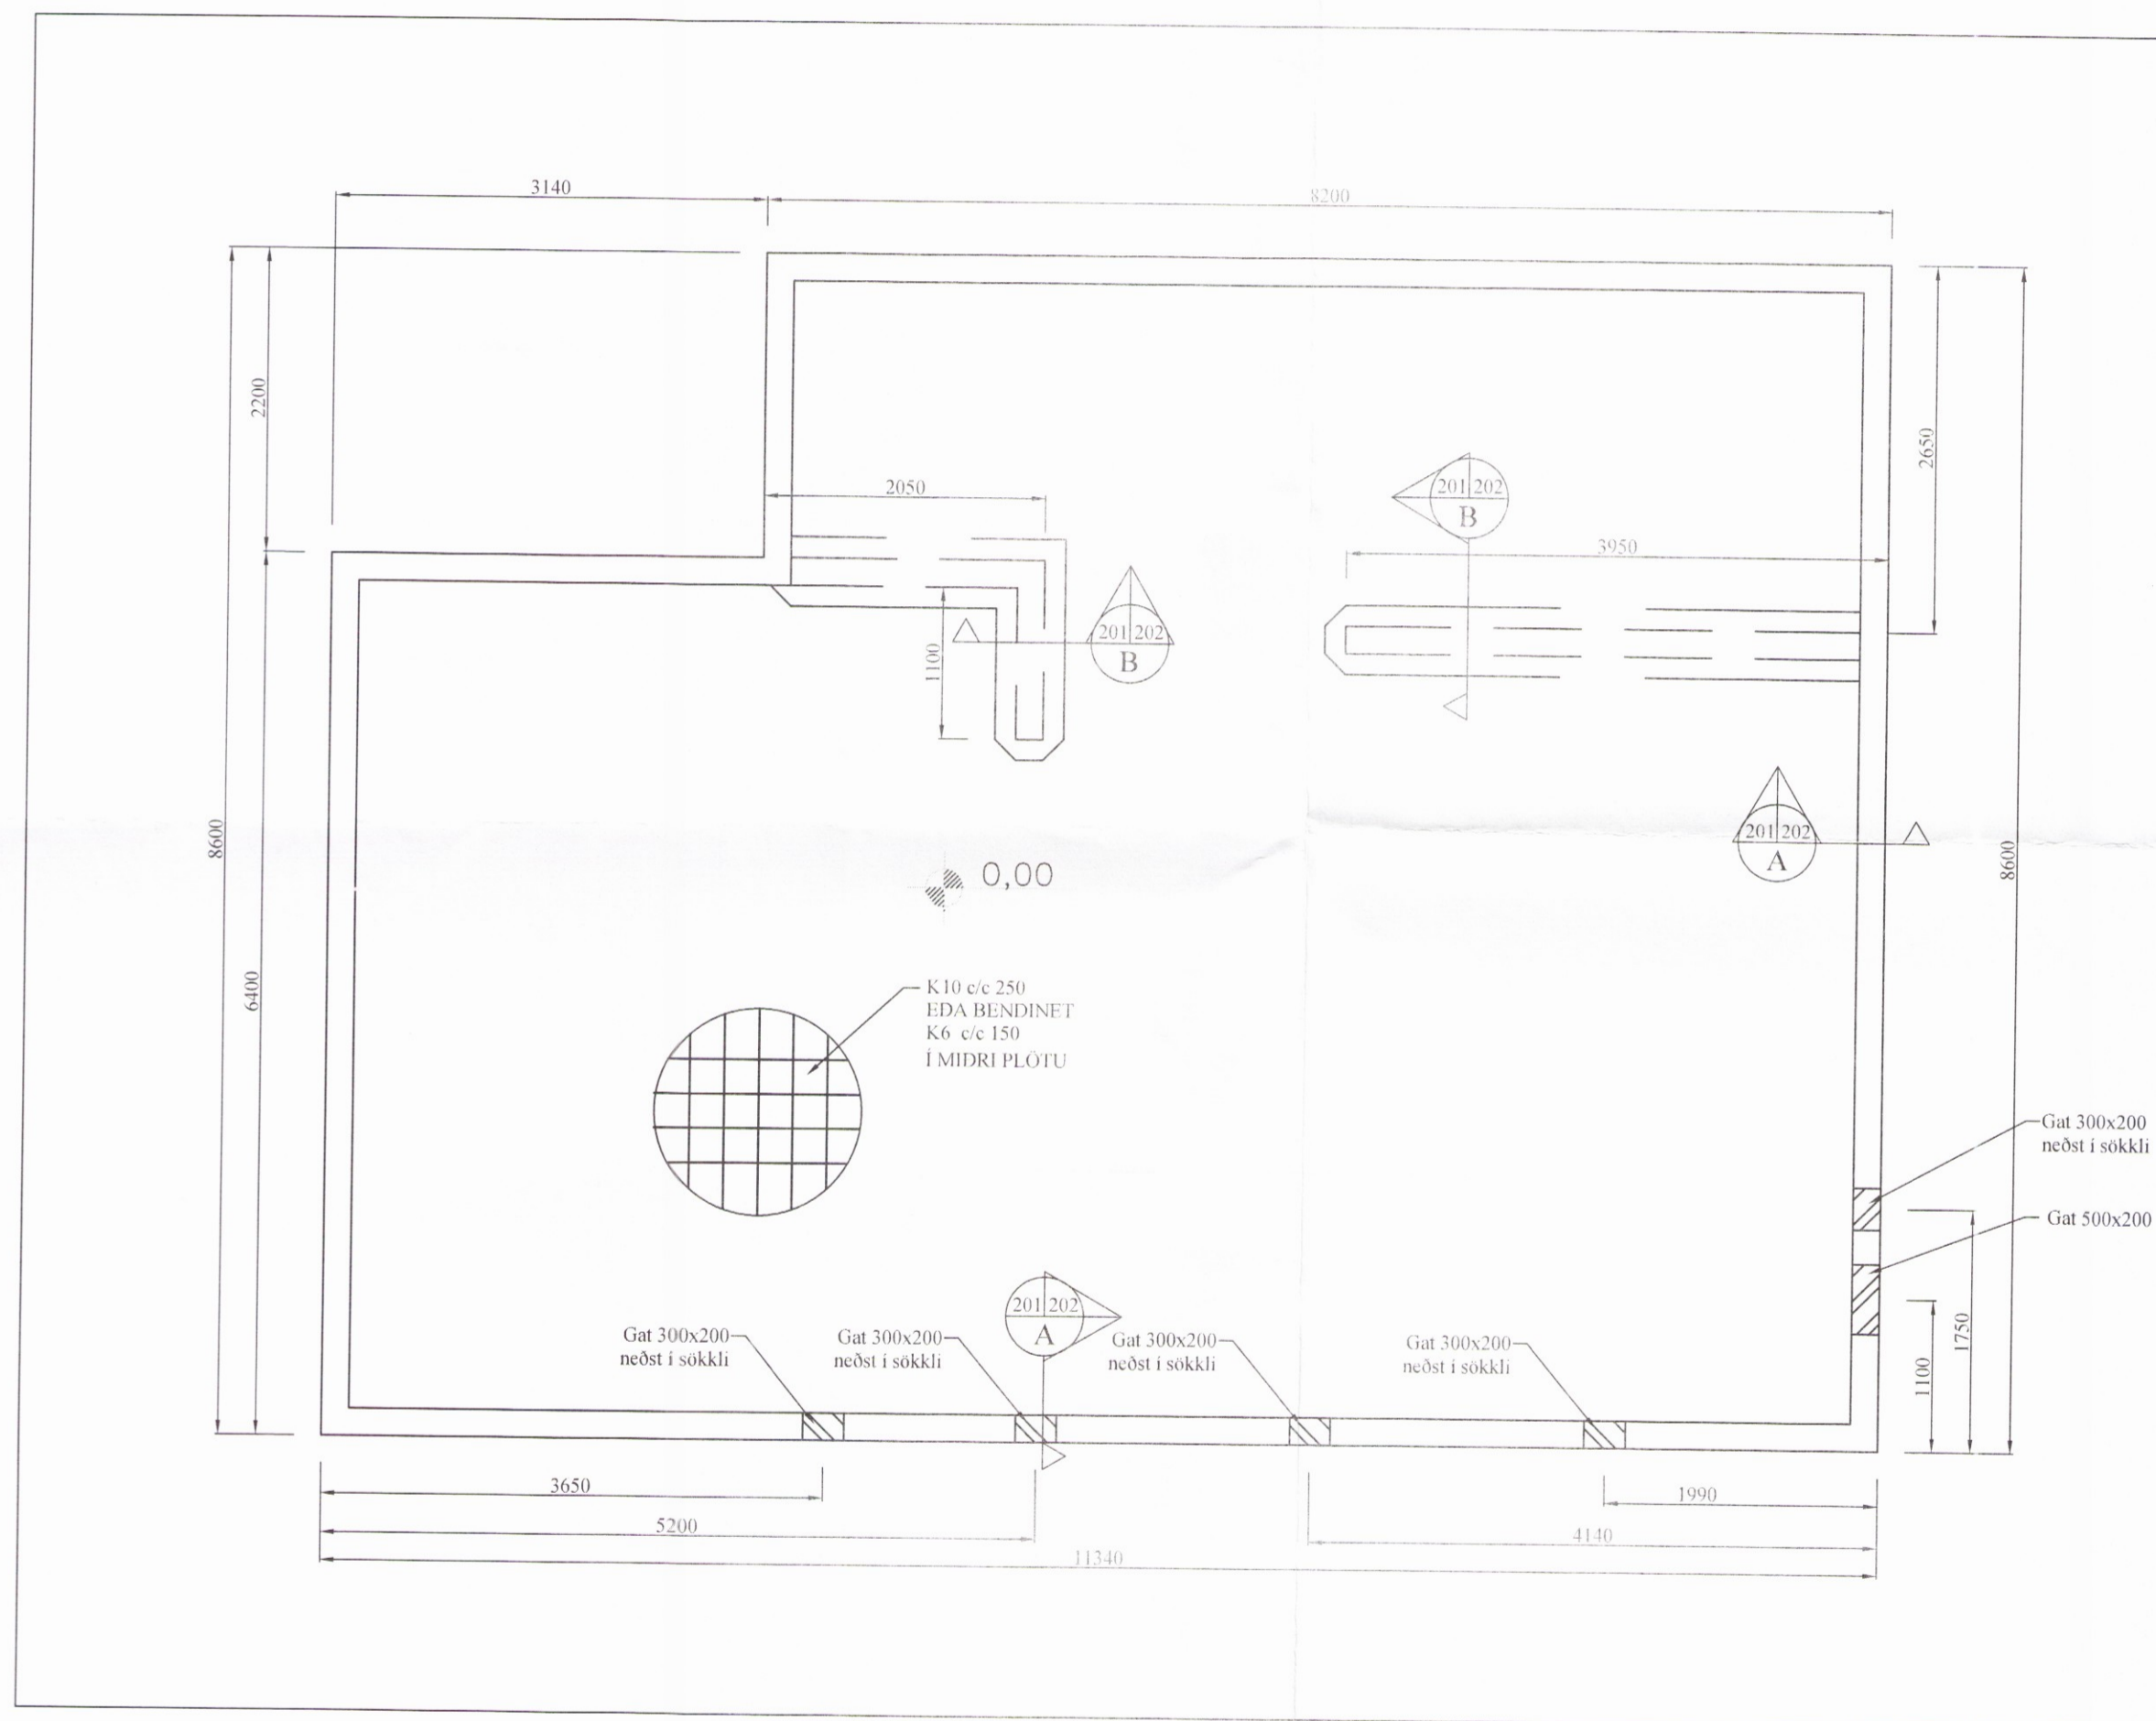 3140
8200
2200
2650
2050
201 202
B
3950
1100
201 202
B
8600
201 202
A
8600
0,00
6400
K10 c/c 250
EDA BENDINET
K6 c/c 150
Í MIDRI PLÖTU
Gat 300x200
neðst í sökkli
Gat 500x200
201 202
A
Gat 300x200
neðst í sökkli
Gat 300x200
neðst í sökkli
Gat 300x200
neðst í sökkli
Gat 300x200
neðst í sökkli
1750
1100
3650
1990
5200
4140
11340